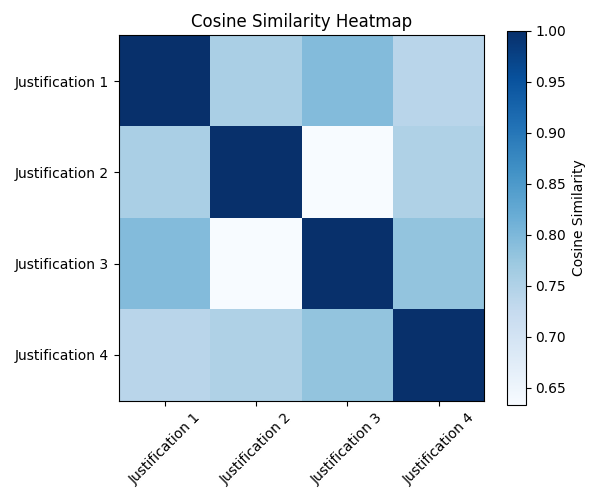 Cosine Similarity Heatmap
Justification 1
Justification 2
Justification 3
Justification 4
Justification 1
Justification 2
Justification 3
Justification 4
1.00
0.95
0.90
0.85
0.80
0.75
0.70
0.65
Cosine Similarity